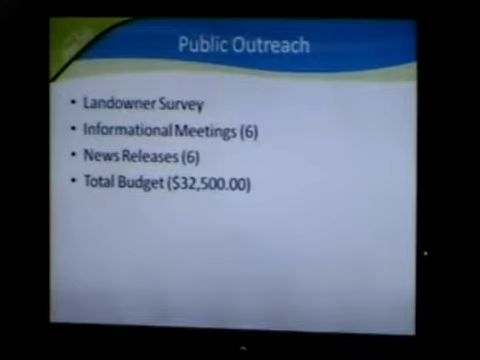 Public Outreach
• Landowner Survey
• Informational Meetings (6)
• News Releases (6)
• Total Budget ($32,500.00)